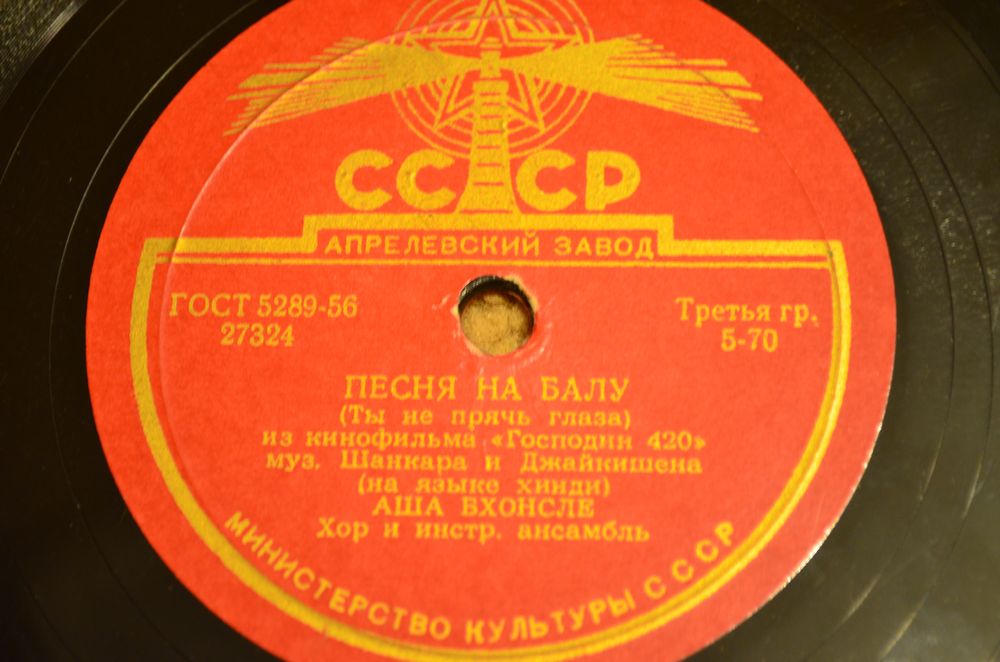 СССР
АПРЕЛЕВСКИЙ ЗАВОД
ГОСТ 5289-56
27324
Третья гр.
5-70
ПЕСНЯ НА БАЛУ
(Ты не прячь глаза)
из кинофильма «Господин 420»
муз. Шанкара и Джайкишена
(на языке хинди)
АША БХОНСЛЕ
Хор и инстр. ансамбль
МИНИСТЕРСТВО КУЛЬТУРЫ СССР